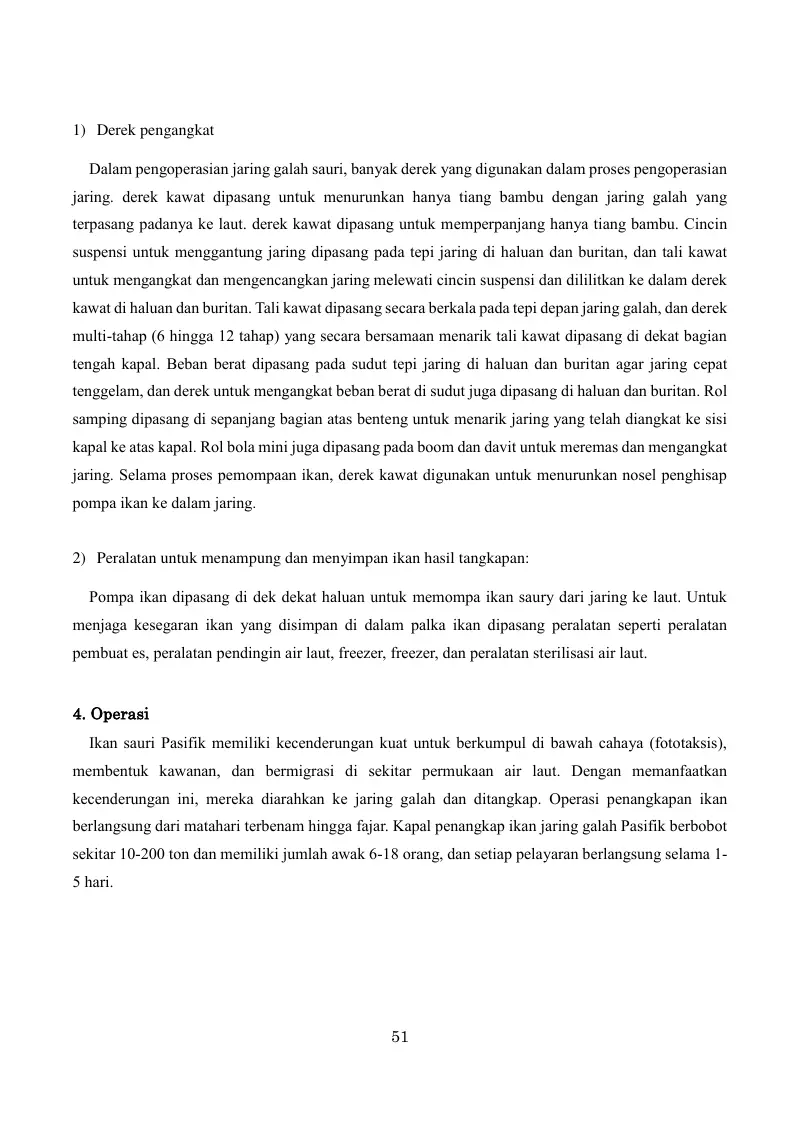 1) Derek pengangkat
Dalam pengoperasian jaring galah sauri, banyak derek yang digunakan dalam proses pengoperasian
jaring. derek kawat dipasang untuk menurunkan hanya tiang bambu dengan jaring galah yang
terpasang padanya ke laut. derek kawat dipasang untuk memperpanjang hanya tiang bambu. Cincin
suspensi untuk menggantung jaring dipasang pada tepi jaring di haluan dan buritan, dan tali kawat
untuk mengangkat dan mengencangkan jaring melewati cincin suspensi dan dililitkan ke dalam derek
kawat di haluan dan buritan. Tali kawat dipasang secara berkala pada tepi depan jaring galah, dan derek
multi-tahap (6 hingga 12 tahap) yang secara bersamaan menarik tali kawat dipasang di dekat bagian
tengah kapal. Beban berat dipasang pada sudut tepi jaring di haluan dan buritan agar jaring cepat
tenggelam, dan derek untuk mengangkat beban berat di sudut juga dipasang di haluan dan buritan. Rol
samping dipasang di sepanjang bagian atas benteng untuk menarik jaring yang telah diangkat ke sisi
kapal ke atas kapal. Rol bola mini juga dipasang pada boom dan davit untuk meremas dan mengangkat
jaring. Selama proses pemompaan ikan, derek kawat digunakan untuk menurunkan nosel penghisap
pompa ikan ke dalam jaring.
2) Peralatan untuk menampung dan menyimpan ikan hasil tangkapan:
Pompa ikan dipasang di dek dekat haluan untuk memompa ikan saury dari jaring ke laut. Untuk
menjaga kesegaran ikan yang disimpan di dalam palka ikan dipasang peralatan seperti peralatan
pembuat es, peralatan pendingin air laut, freezer, freezer, dan peralatan sterilisasi air laut.
4. Operasi
Ikan sauri Pasifik memiliki kecenderungan kuat untuk berkumpul di bawah cahaya (fototaksis),
membentuk kawanan, dan bermigrasi di sekitar permukaan air laut. Dengan memanfaatkan
kecenderungan ini, mereka diarahkan ke jaring galah dan ditangkap. Operasi penangkapan ikan
berlangsung dari matahari terbenam hingga fajar. Kapal penangkap ikan jaring galah Pasifik berbobot
sekitar 10-200 ton dan memiliki jumlah awak 6-18 orang, dan setiap pelayaran berlangsung selama 1-
5 hari.
51